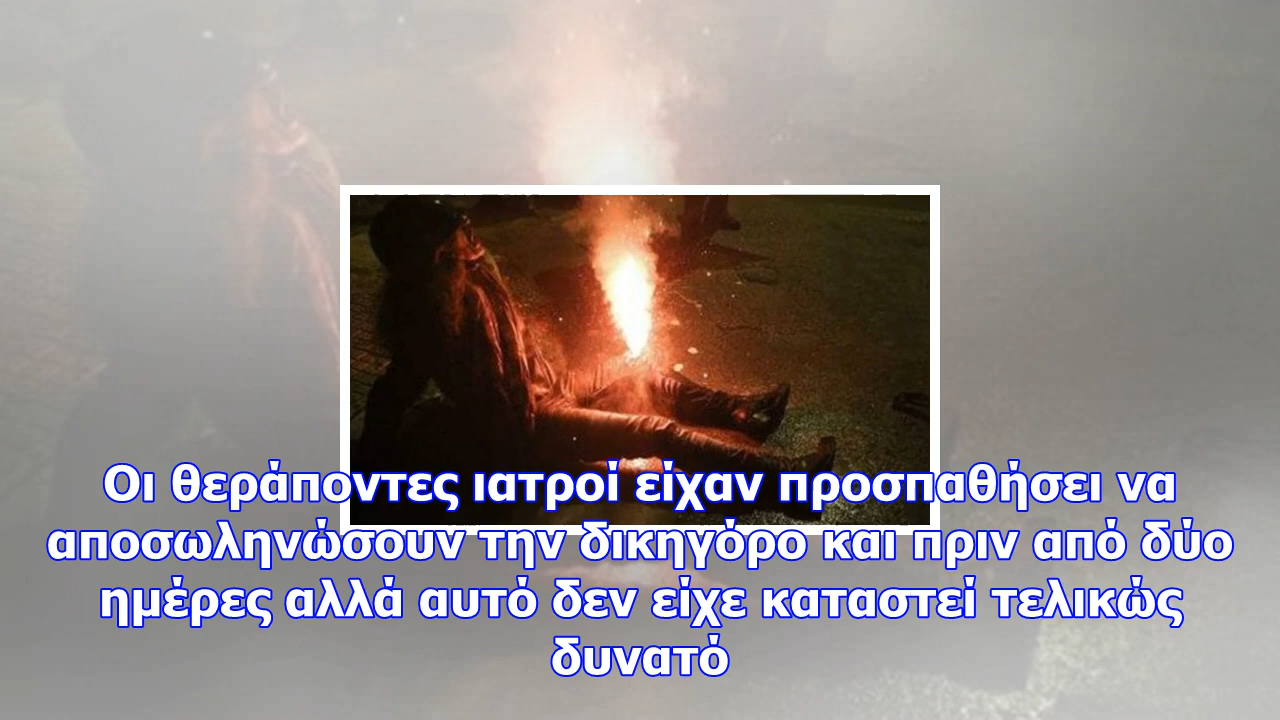 Οι θεράποντες ιατροί είχαν προσπαθήσει να
αποσωληνώσουν την δικηγόρο και πριν από δύο
ημέρες αλλά αυτό δεν είχε καταστεί τελικώς
δυνατό